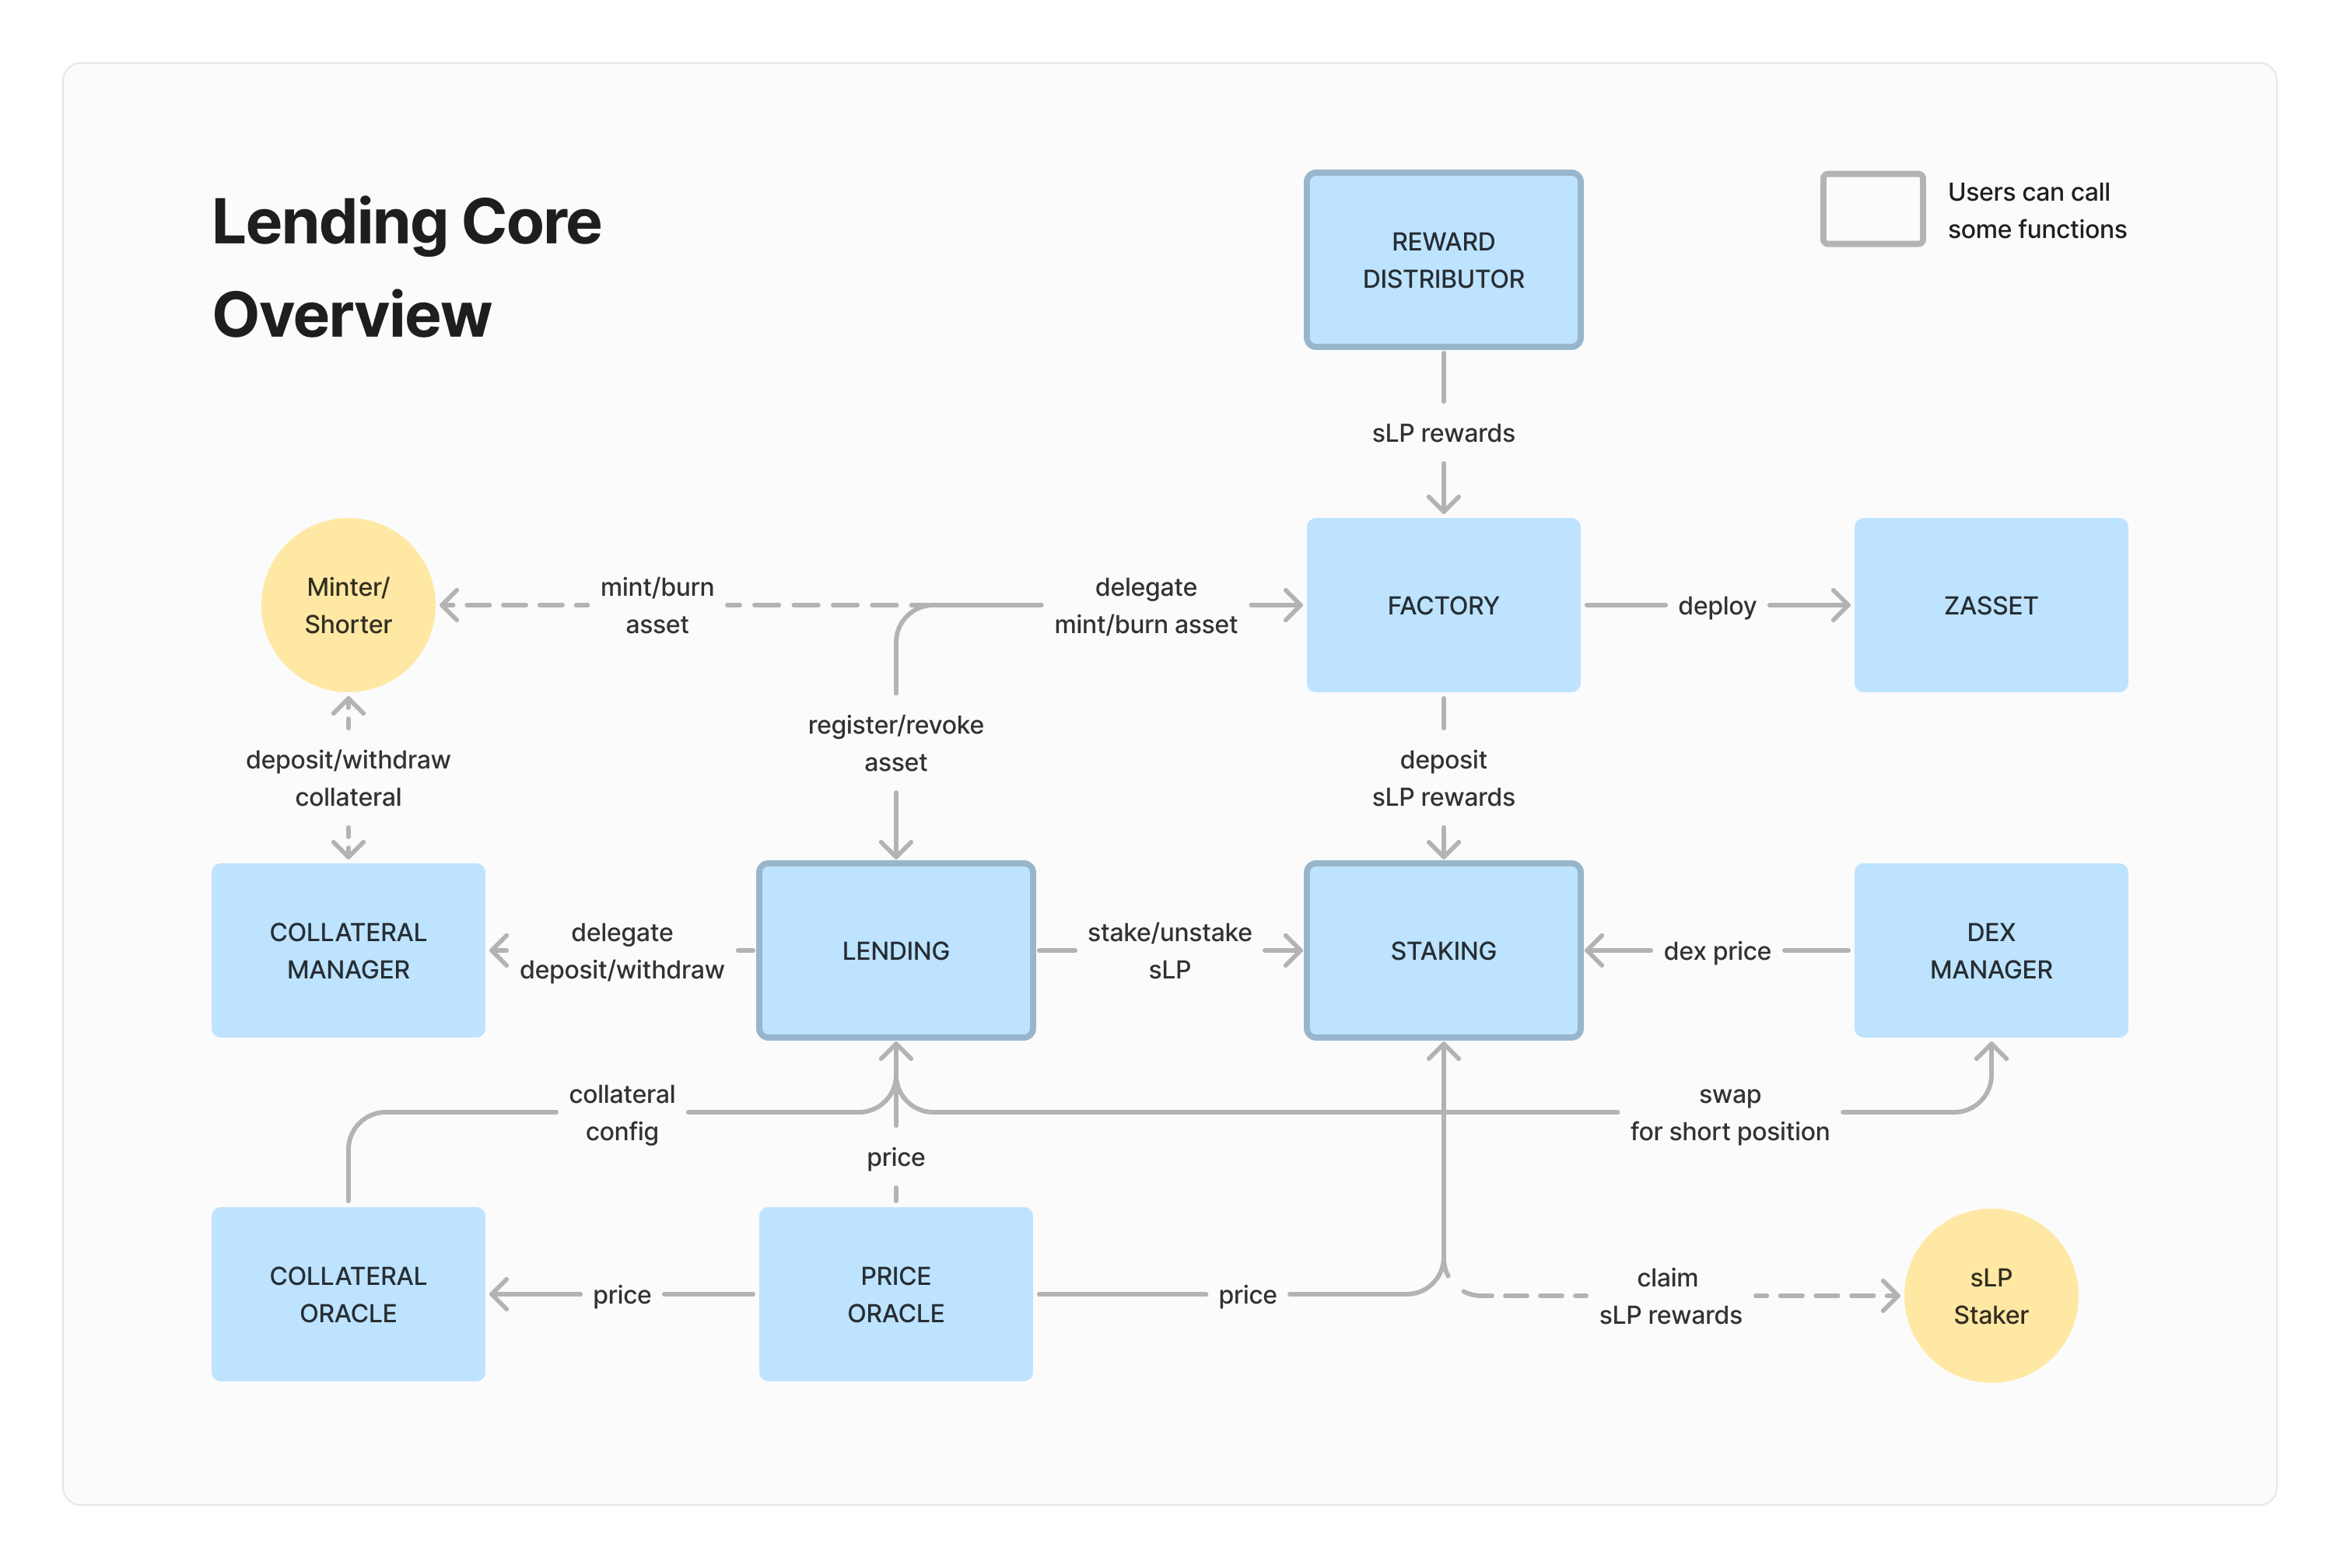 Lending Core
Overview
REWARD
DISTRIBUTOR
Users can call
some functions
sLP rewards
Minter/
Shorter
mint/burn
asset
delegate
mint/burn asset
FACTORY
deploy
ZASSET
register/revoke
asset
deposit/withdraw
collateral
deposit
sLP rewards
COLLATERAL
MANAGER
delegate
deposit/withdraw
LENDING
stake/unstake
sLP
STAKING
dex price
DEX
MANAGER
collateral
config
price
swap
for short position
COLLATERAL
ORACLE
price
PRICE
ORACLE
price
claim
sLP rewards
sLP
Staker